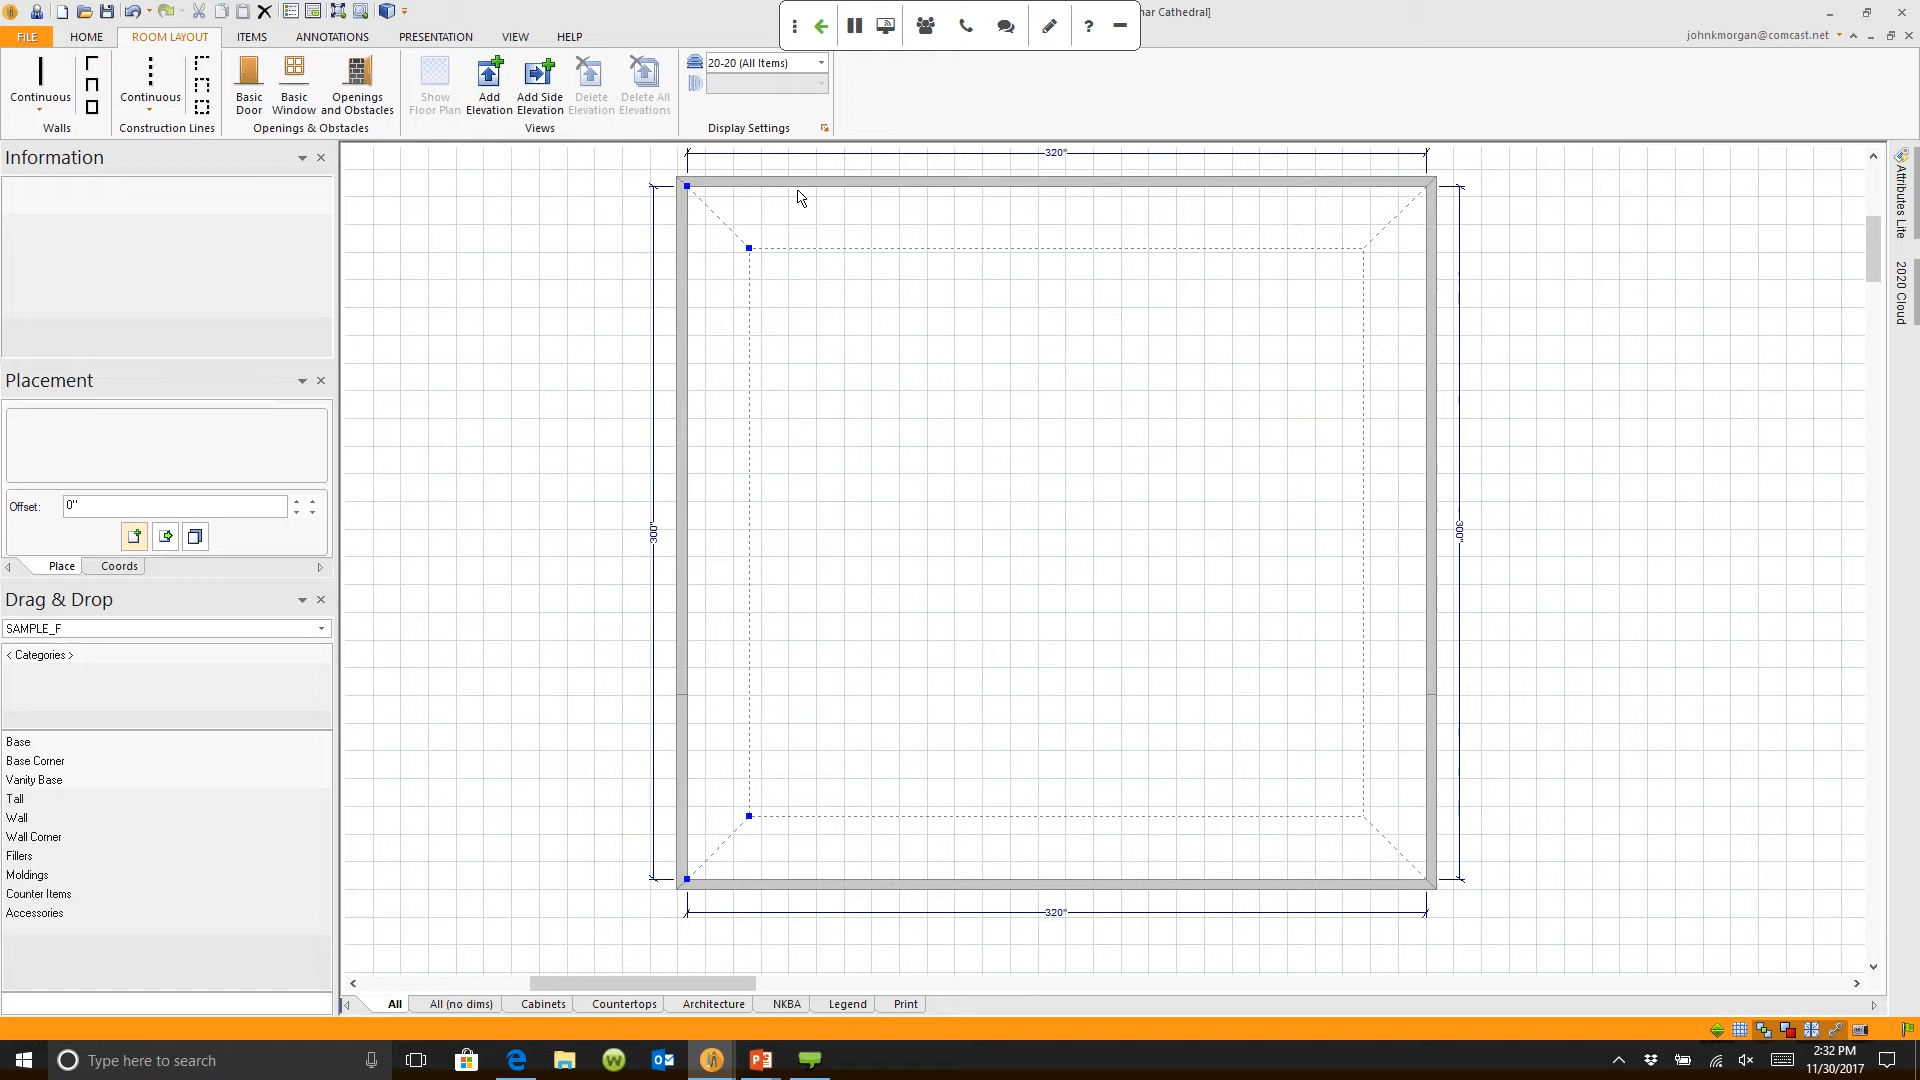 nar Cathedral]
FILE HOME ROOM LAYOUT ITEMS ANNOTATIONS PRESENTATION VIEW HELP
johnkmorgan@comcast.net
Continuous
Walls
Continuous
Construction Lines
Basic Door
Basic Window
Openings and Obstacles
Openings & Obstacles
Show Floor Plan
Add Elevation
Add Side Elevation
Delete Elevation
Delete All Elevations
Views
20-20 (All Items)
Display Settings
Information
Placement
Offset: 0"
Place Coords
Drag & Drop
SAMPLE_F
< Categories >
Base
Base Corner
Vanity Base
Tall
Wall
Wall Corner
Fillers
Moldings
Counter Items
Accessories
320"
300"
300"
320"
Attributes Lite
2020 Cloud
All All (no dims) Cabinets Countertops Architecture NKBA Legend Print
Type here to search
2:32 PM
11/30/2017